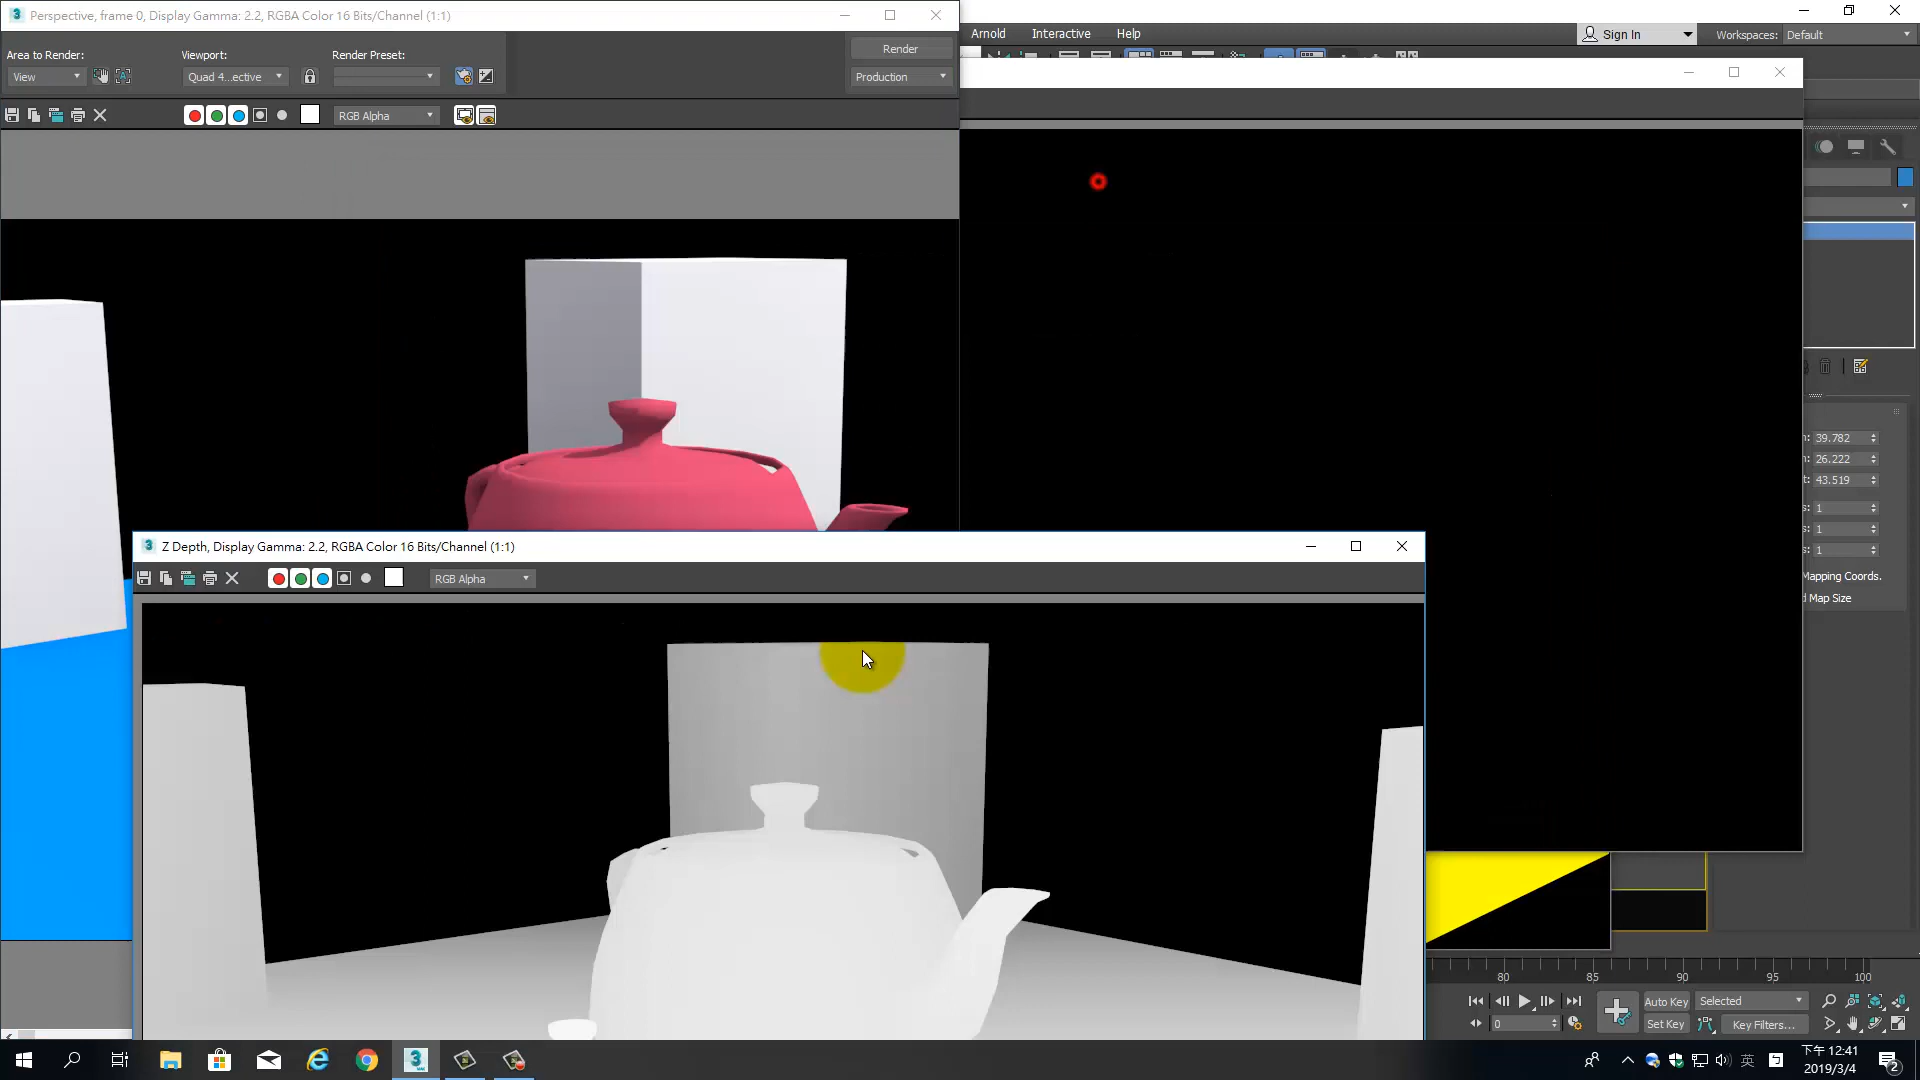 Perspective, frame 0, Display Gamma: 2.2, RGBA Color 16 Bits/Channel (1:1)
Arnold
Interactive
Help
Sign In
Workspaces: Default
Area to Render:
Viewport:
Render Preset:
Render
View
Quad 4...ective
Production
RGB Alpha
39.782
26.222
43.519
1
1
1
Mapping Coords.
Map Size
Z Depth, Display Gamma: 2.2, RGBA Color 16 Bits/Channel (1:1)
RGB Alpha
80
85
90
95
100
Auto Key
Selected
0
Set Key
Key Filters...
英
下午 12:41
2019/3/4
2